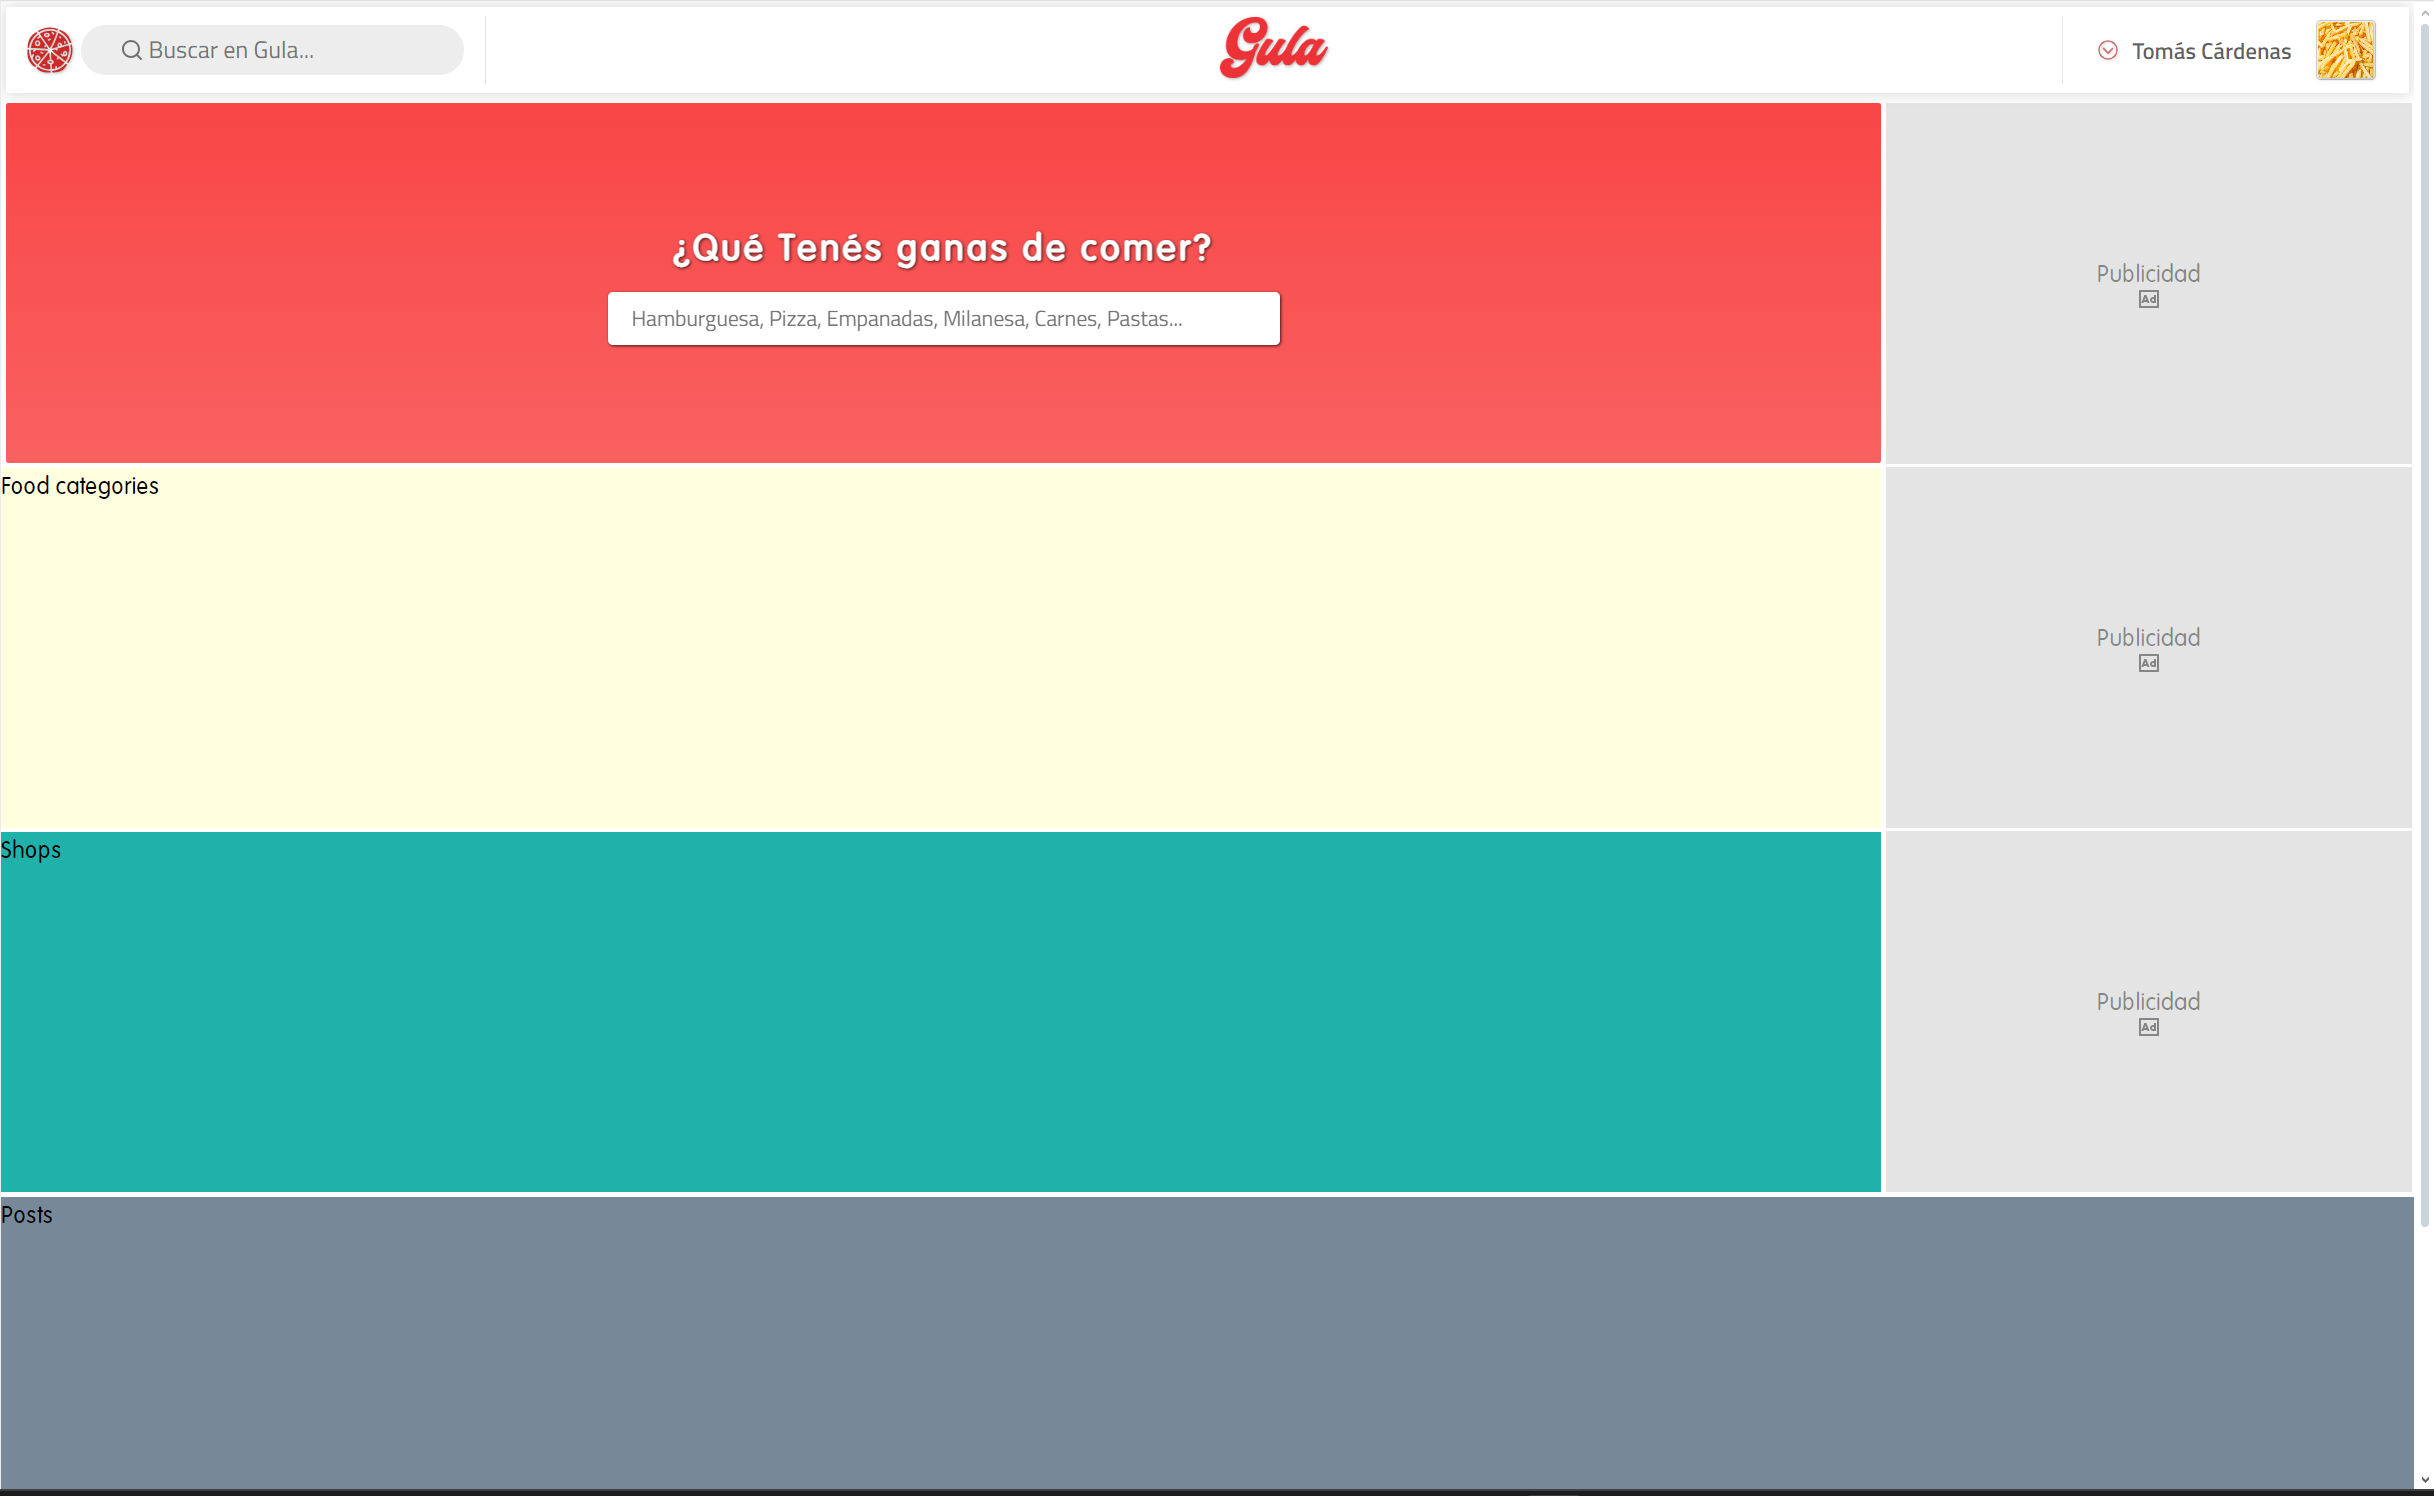 Buscar en Gula...
Gula
Tomás Cárdenas
¿Qué Tenés ganas de comer?
Hamburguesa, Pizza, Empanadas, Milanesa, Carnes, Pastas...
Publicidad
Ad
Food categories
Publicidad
Ad
Shops
Publicidad
Ad
Posts